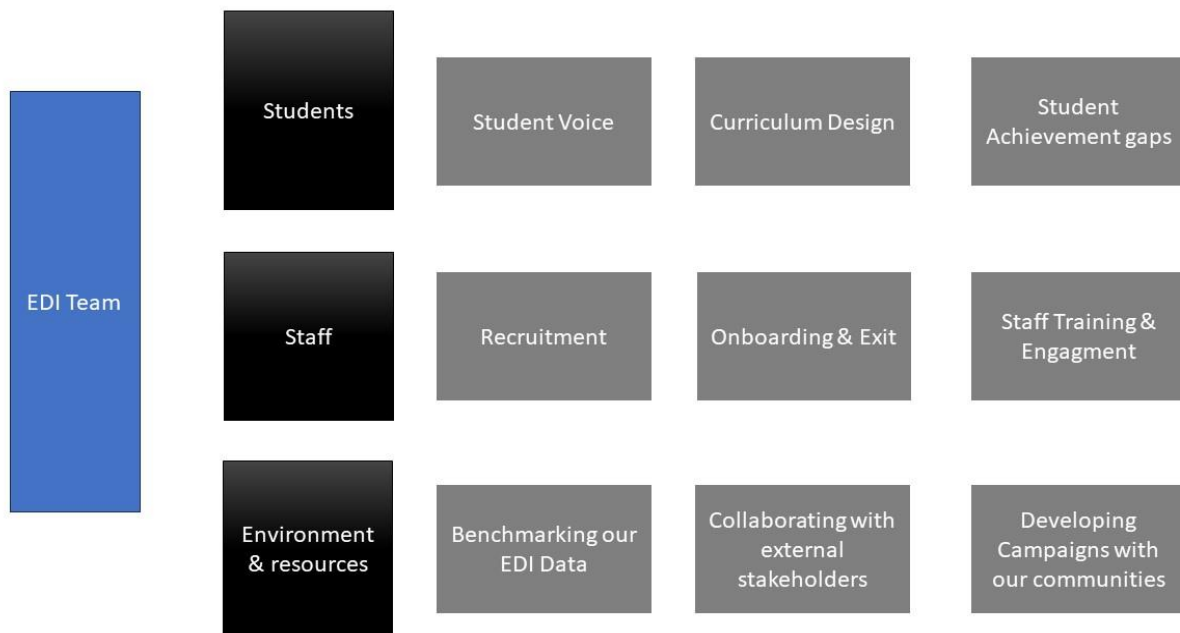 EDI Team
Students
Student Voice
Curriculum Design
Student
Achievement gaps
Staff
Recruitment
Onboarding & Exit
Staff Training &
Engagment
Environment
& resources
Benchmarking our
EDI Data
Collaborating with
external
stakeholders
Developing
Campaigns with
our communities